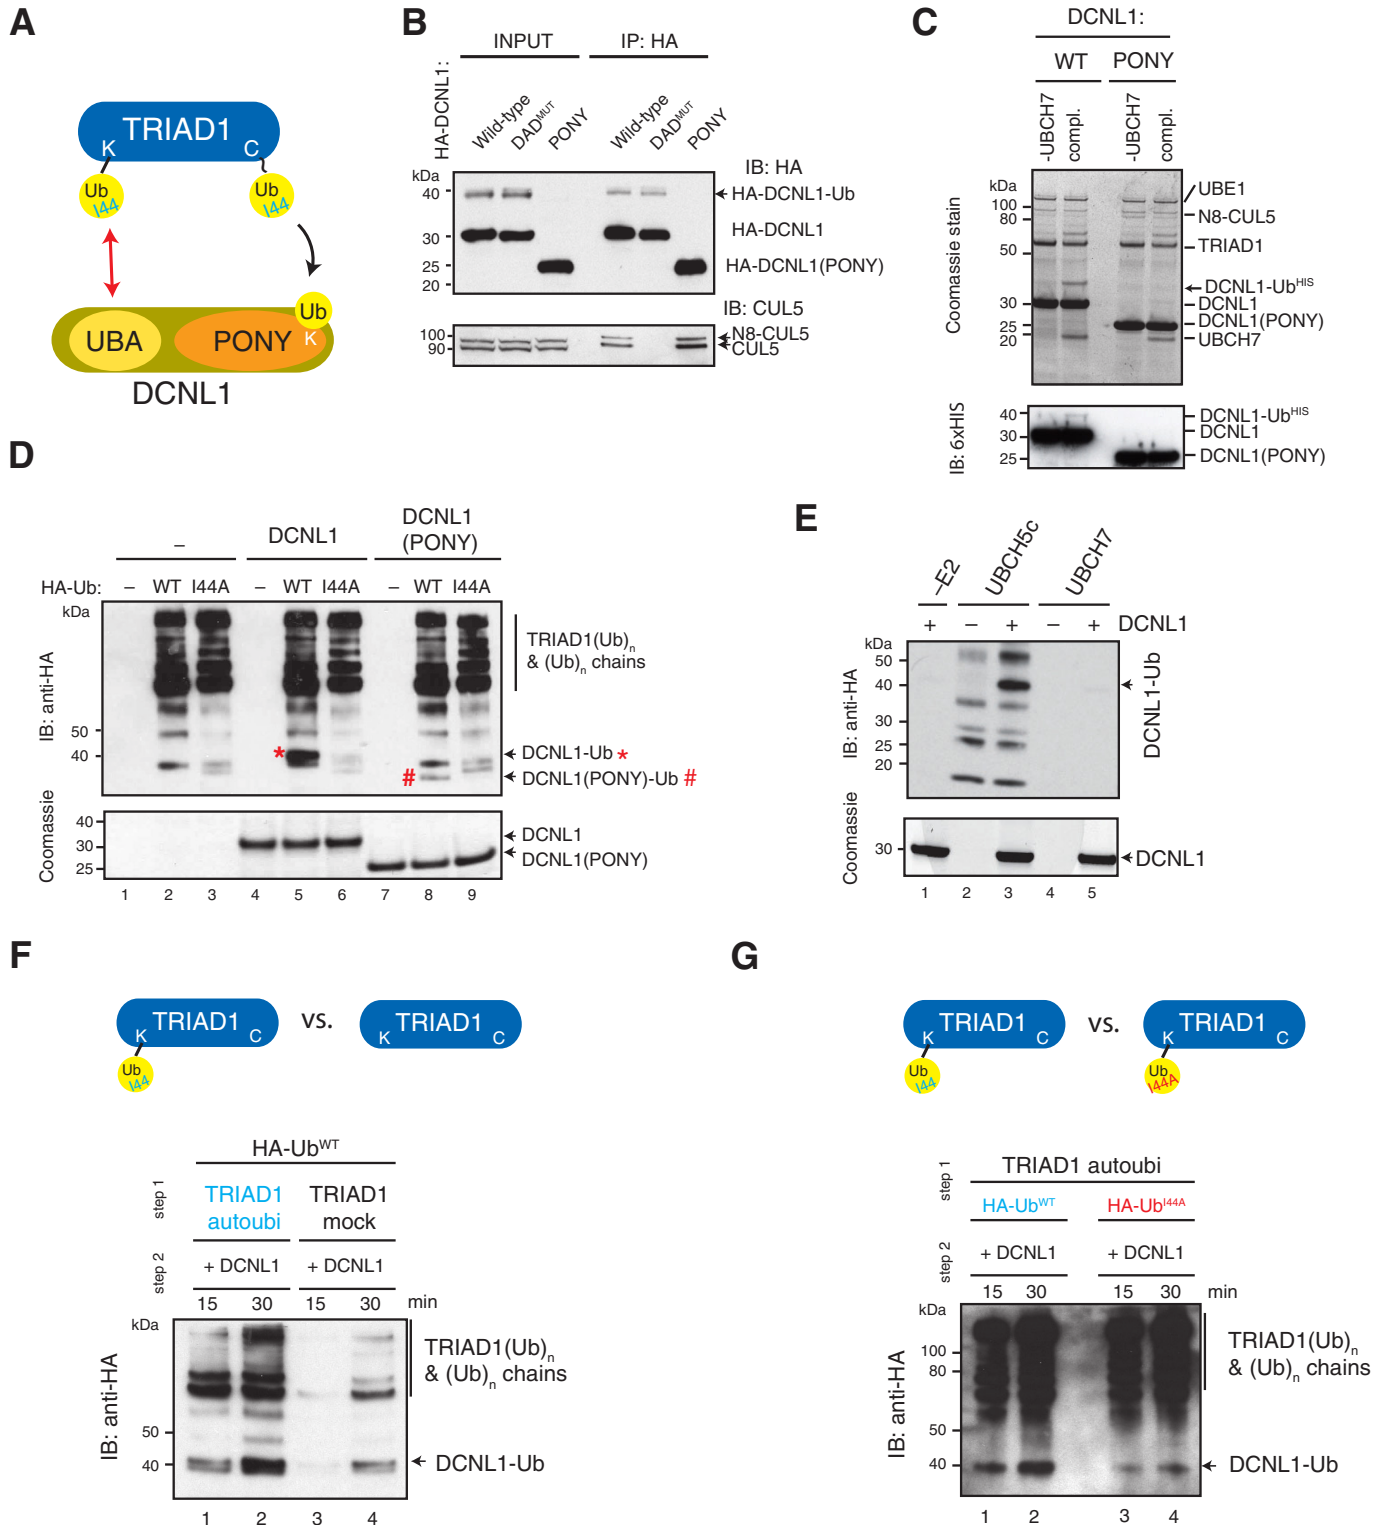 A
TRIAD1
K C
Ub Ub
I44 I44
Ub
UBA PONY K
DCNL1
B
INPUT IP: HA
HA-DCNL1:
Wild-type DAD^MUT PONY Wild-type DAD^MUT PONY
kDa
IB: HA
40 HA-DCNL1-Ub
30 HA-DCNL1
25 HA-DCNL1(PONY)
20
IB: CUL5
100 N8-CUL5
90 CUL5
C
DCNL1:
WT PONY
-UBCH7 compl. -UBCH7 compl.
Coomassie stain
kDa
100
80
50
30
25
20
UBE1
N8-CUL5
TRIAD1
DCNL1-Ub^HIS
DCNL1
DCNL1(PONY)
UBCH7
IB: 6xHIS
40 DCNL1-Ub^HIS
30 DCNL1
25 DCNL1(PONY)
D
– DCNL1 DCNL1 (PONY)
HA-Ub: – WT I44A – WT I44A – WT I44A
kDa
IB: anti-HA
TRIAD1(Ub)n
& (Ub)n chains
50
40 * DCNL1-Ub *
# DCNL1(PONY)-Ub #
Coomassie
40 DCNL1
30 DCNL1(PONY)
25
1 2 3 4 5 6 7 8 9
E
–E2 UBCH5c UBCH7
+ – + – + DCNL1
kDa
IB: anti-HA
50
40
30
25
20
DCNL1-Ub
Coomassie
30 DCNL1
1 2 3 4 5
F
TRIAD1 vs. TRIAD1
K C K C
Ub
I44
HA-Ub^WT
step 1
TRIAD1 TRIAD1
autoubi mock
step 2
+ DCNL1 + DCNL1
15 30 15 30 min
kDa
IB: anti-HA
TRIAD1(Ub)n
& (Ub)n chains
50
40 DCNL1-Ub
1 2 3 4
G
TRIAD1 vs. TRIAD1
K C K C
Ub Ub
I44 I44A
step 1
TRIAD1 autoubi
HA-Ub^WT HA-Ub^I44A
step 2
+ DCNL1 + DCNL1
15 30 15 30 min
kDa
IB: anti-HA
100 TRIAD1(Ub)n
80 & (Ub)n chains
50
40 DCNL1-Ub
1 2 3 4